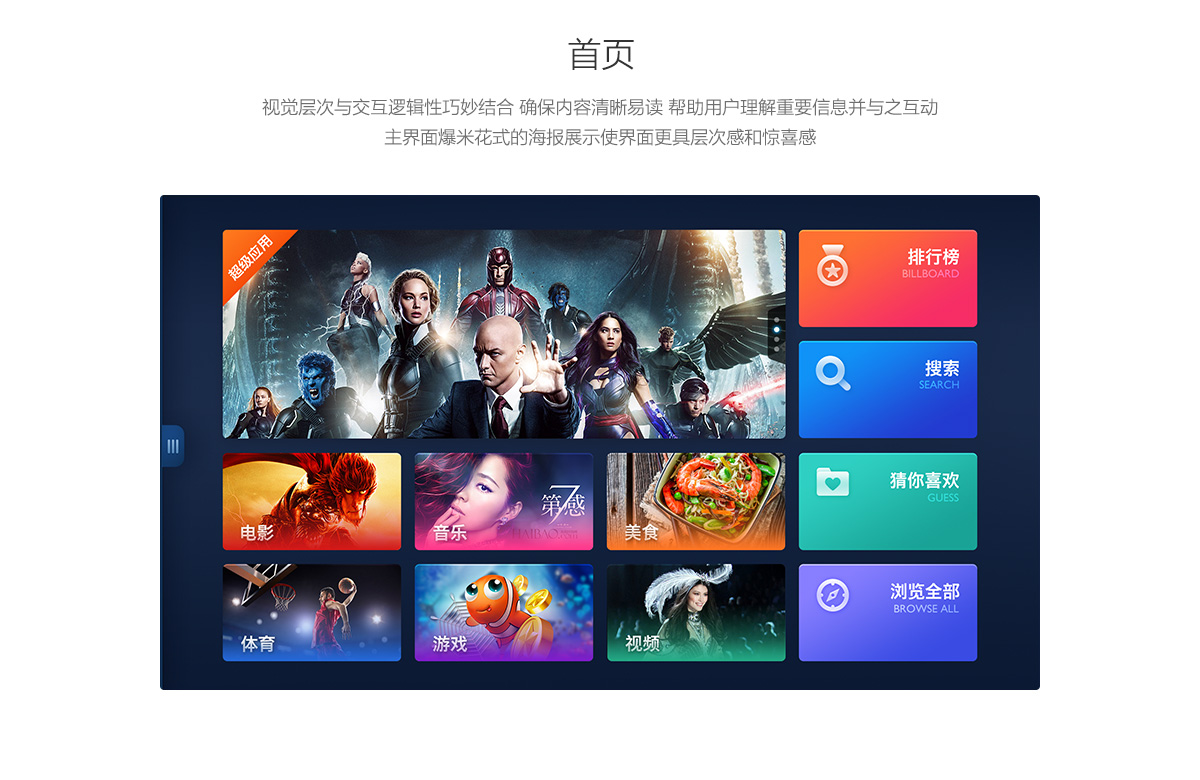 首页
视觉层次与交互逻辑性巧妙结合 确保内容清晰易读 帮助用户理解重要信息并与之互动
主界面爆米花式的海报展示使界面更具层次感和惊喜感
超级应用
排行榜
BILLBOARD
搜索
SEARCH
电影
第7感
音乐
美食
猜你喜欢
GUESS
体育
游戏
视频
浏览全部
BROWSE ALL